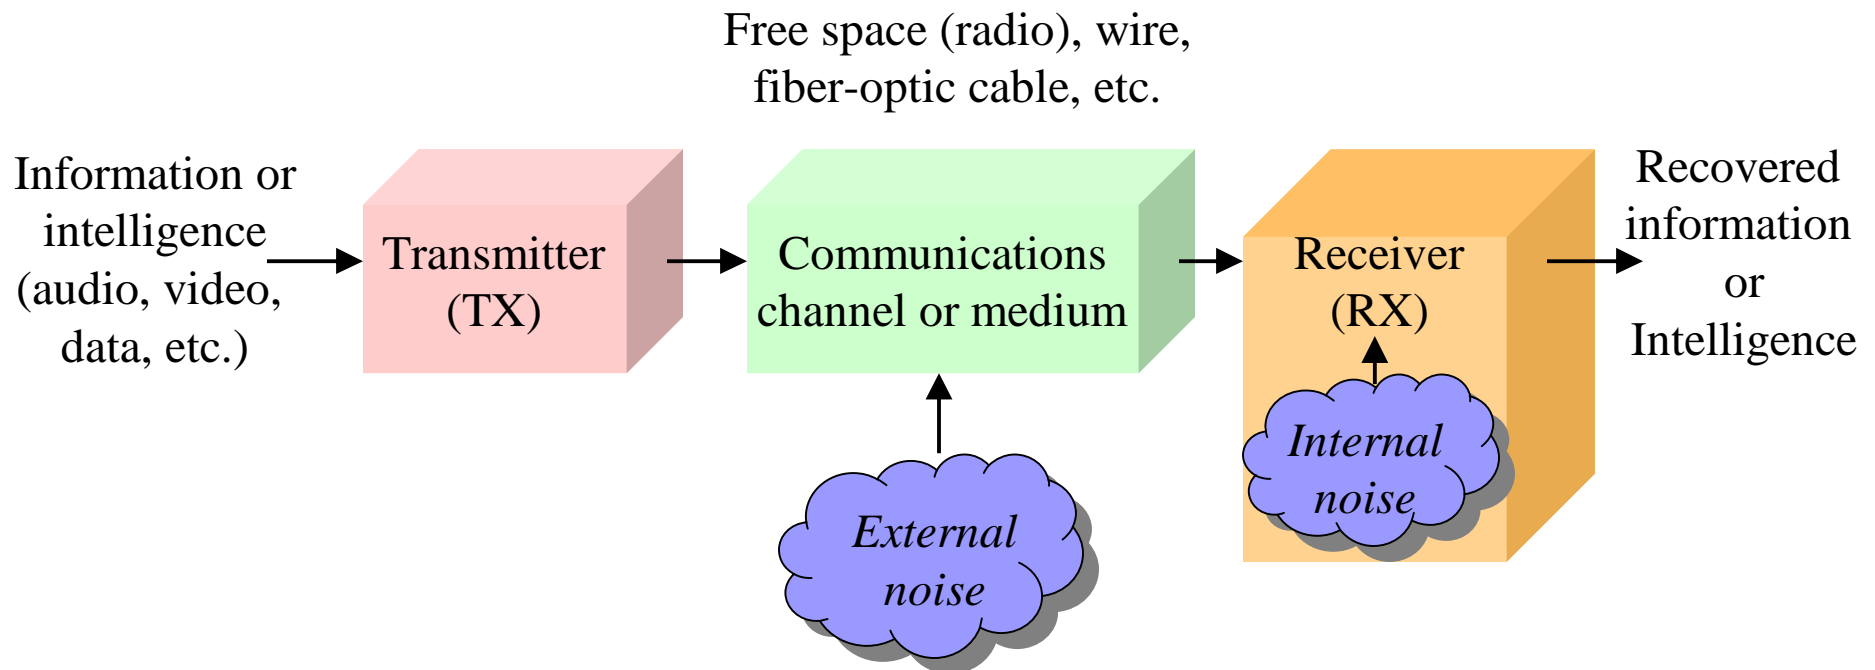 Free space (radio), wire,
fiber-optic cable, etc.
Information or
intelligence
(audio, video,
data, etc.)
Transmitter
(TX)
Communications
channel or medium
Receiver
(RX)
Recovered
information
or
Intelligence
External
noise
Internal
noise